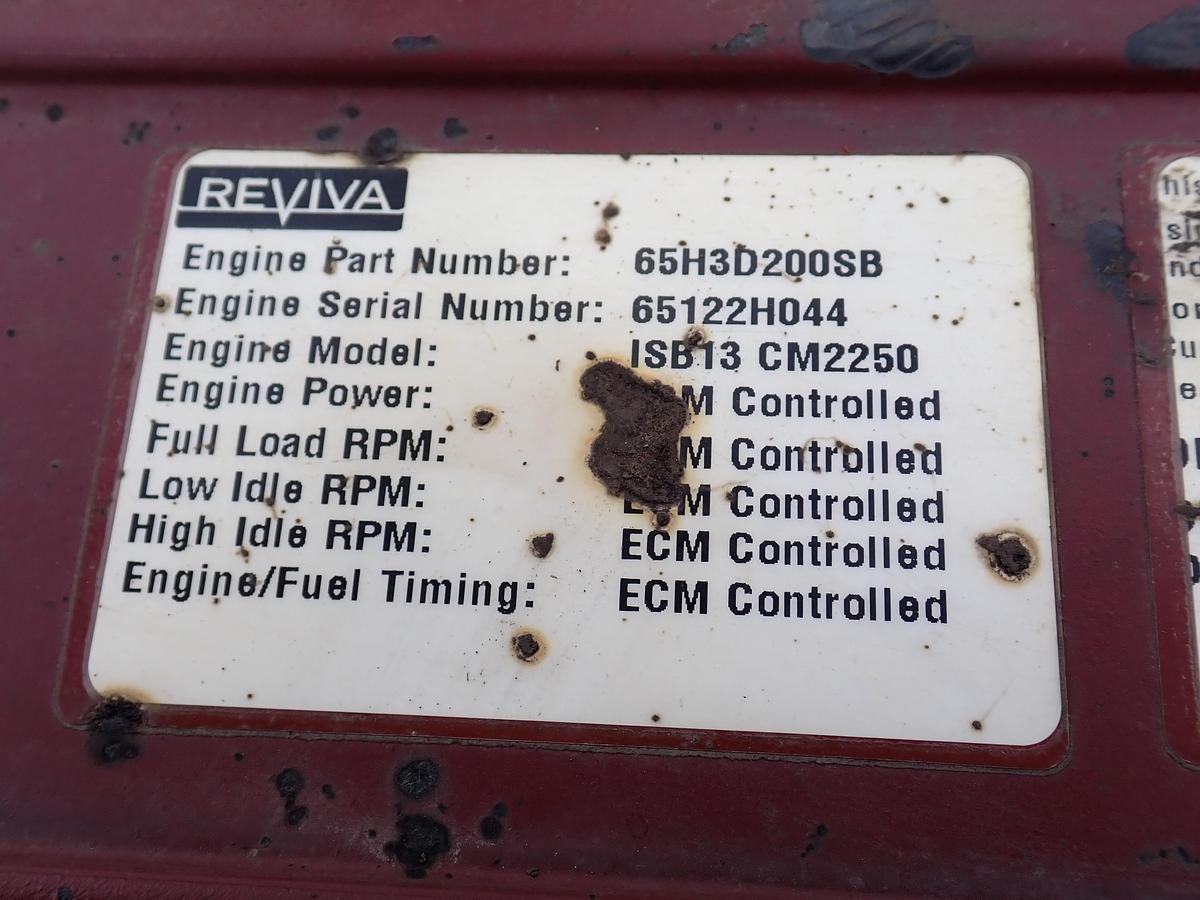 REVIVA
Engine Part Number: 65H3D200SB
Engine Serial Number: 65122H044
Engine Model: ISB13 CM2250
Engine Power: Controlled
Full Load RPM: Controlled
Low Idle RPM: ECM Controlled
High Idle RPM: ECM Controlled
Engine/Fuel Timing: ECM Controlled